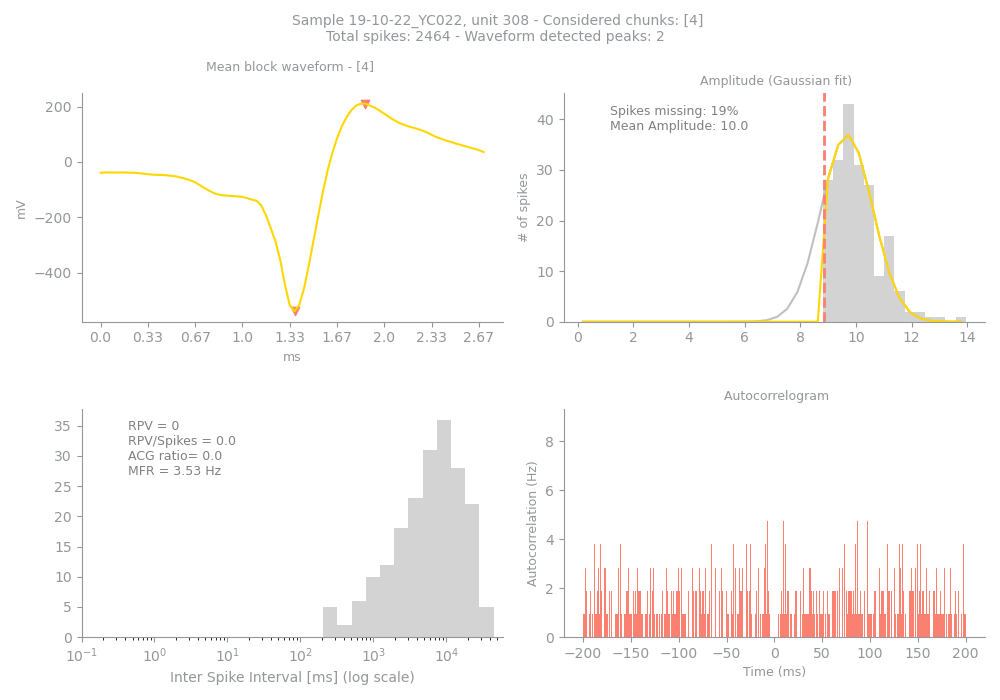 Sample 19-10-22_YC022, unit 308 - Considered chunks: [4]
Total spikes: 2464 - Waveform detected peaks: 2
Mean block waveform - [4]
200
0
−200
−400
mV
0.0 0.33 0.67 1.0 1.33 1.67 2.0 2.33 2.67
ms
Amplitude (Gaussian fit)
Spikes missing: 19%
Mean Amplitude: 10.0
40
30
20
10
0
# of spikes
0 2 4 6 8 10 12 14
RPV = 0
RPV/Spikes = 0.0
ACG ratio= 0.0
MFR = 3.53 Hz
35
30
25
20
15
10
5
0
10⁻¹ 10⁰ 10¹ 10² 10³ 10⁴
Inter Spike Interval [ms] (log scale)
Autocorrelogram
8
6
4
2
0
Autocorrelation (Hz)
−200 −150 −100 −50 0 50 100 150 200
Time (ms)